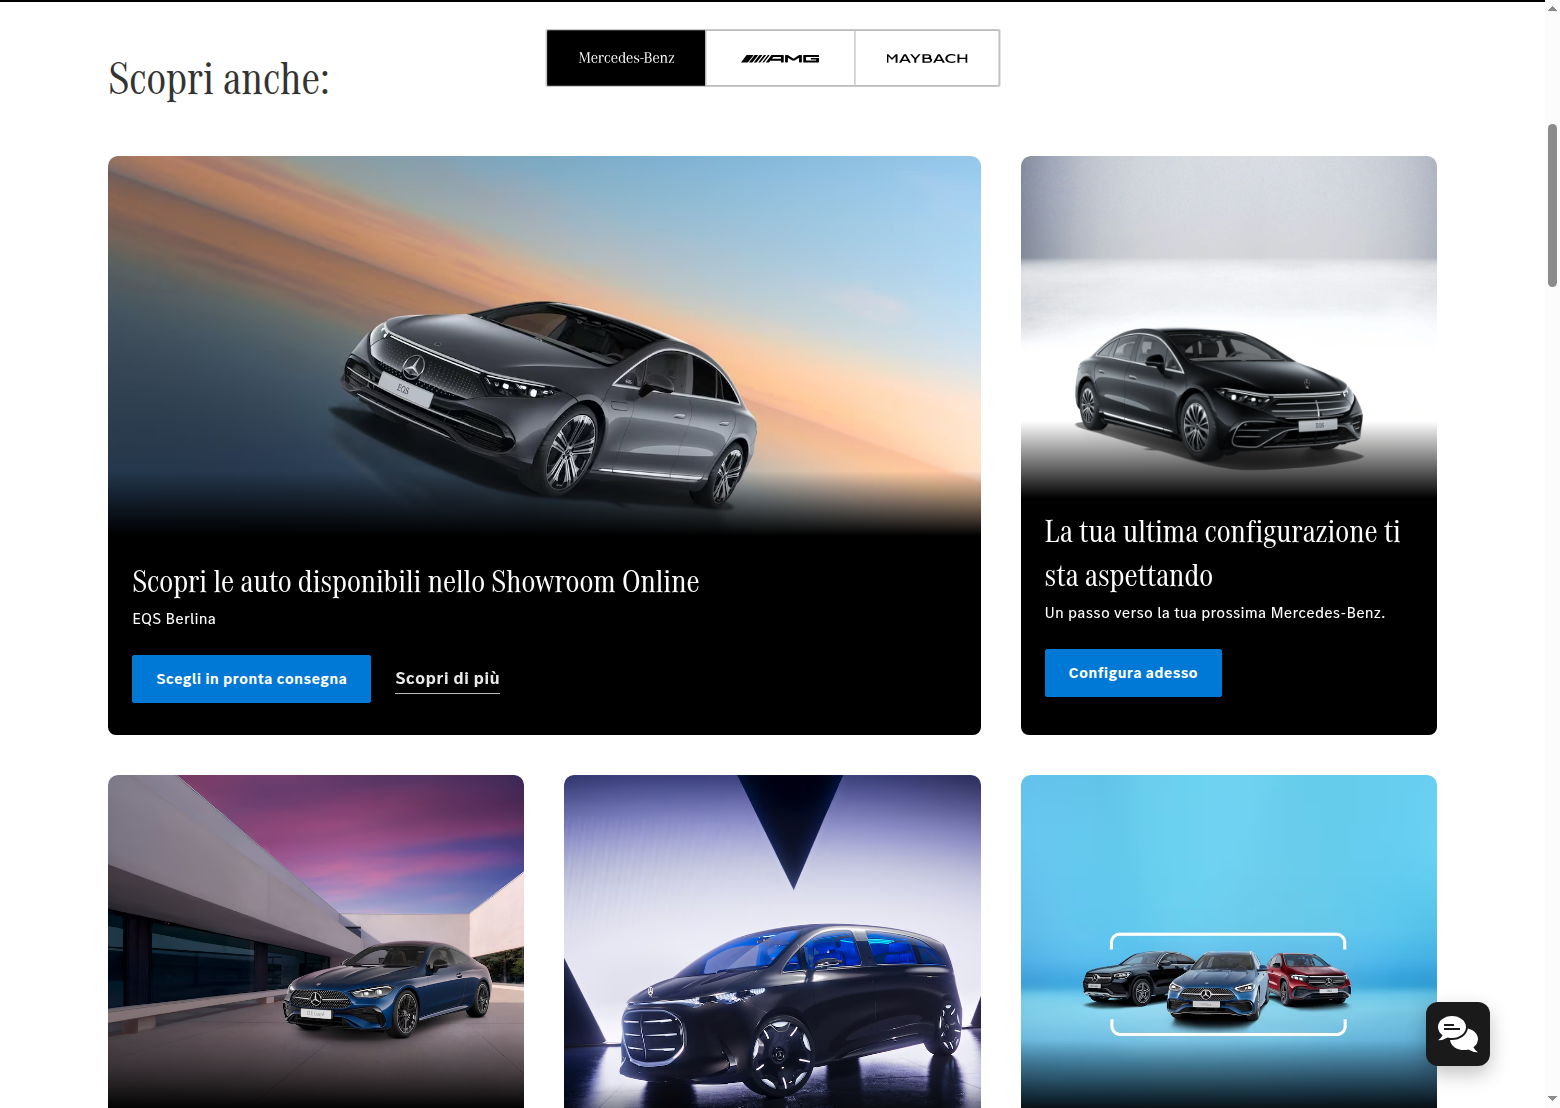 Scopri anche:
Mercedes-Benz
AMG
MAYBACH
EQS
EQS
Scopri le auto disponibili nello Showroom Online
EQS Berlina
Scegli in pronta consegna
Scopri di più
La tua ultima configurazione ti
sta aspettando
Un passo verso la tua prossima Mercedes-Benz.
Configura adesso